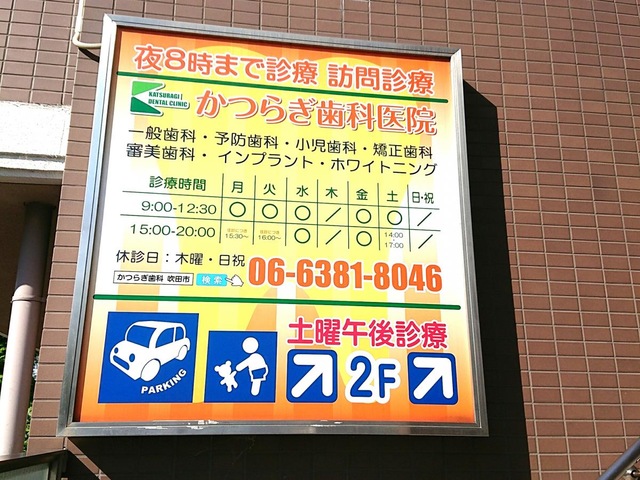 夜8時まで診療 訪問診療
KATSURAGI
DENTAL CLINIC
かつらぎ歯科医院
一般歯科・予防歯科・小児歯科・矯正歯科
審美歯科・インプラント・ホワイトニング
診療時間 月 火 水 木 金 土 日・祝
9:00-12:30 ○ ○ ○ / ○ ○ /
15:00-20:00 15:30~ 16:00~ ○ / ○ 14:00~17:00 /
休診日：木曜・日祝
かつらぎ歯科 吹田市 検索
06-6381-8046
土曜午後診療
PARKING
2F